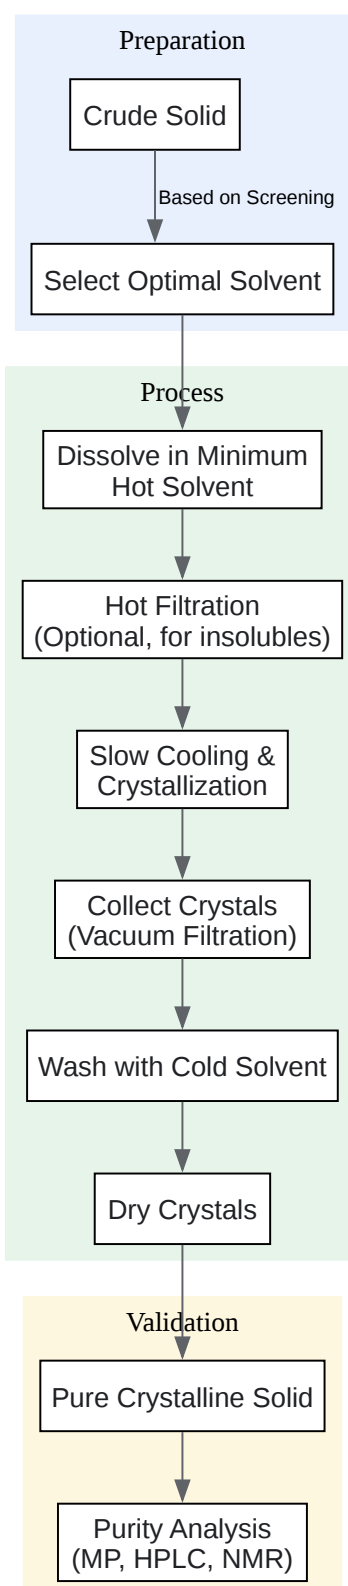 Preparation
Crude Solid
Based on Screening
Select Optimal Solvent
Process
Dissolve in Minimum
Hot Solvent
Hot Filtration
(Optional, for insolubles)
Slow Cooling &
Crystallization
Collect Crystals
(Vacuum Filtration)
Wash with Cold Solvent
Dry Crystals
Validation
Pure Crystalline Solid
Purity Analysis
(MP, HPLC, NMR)